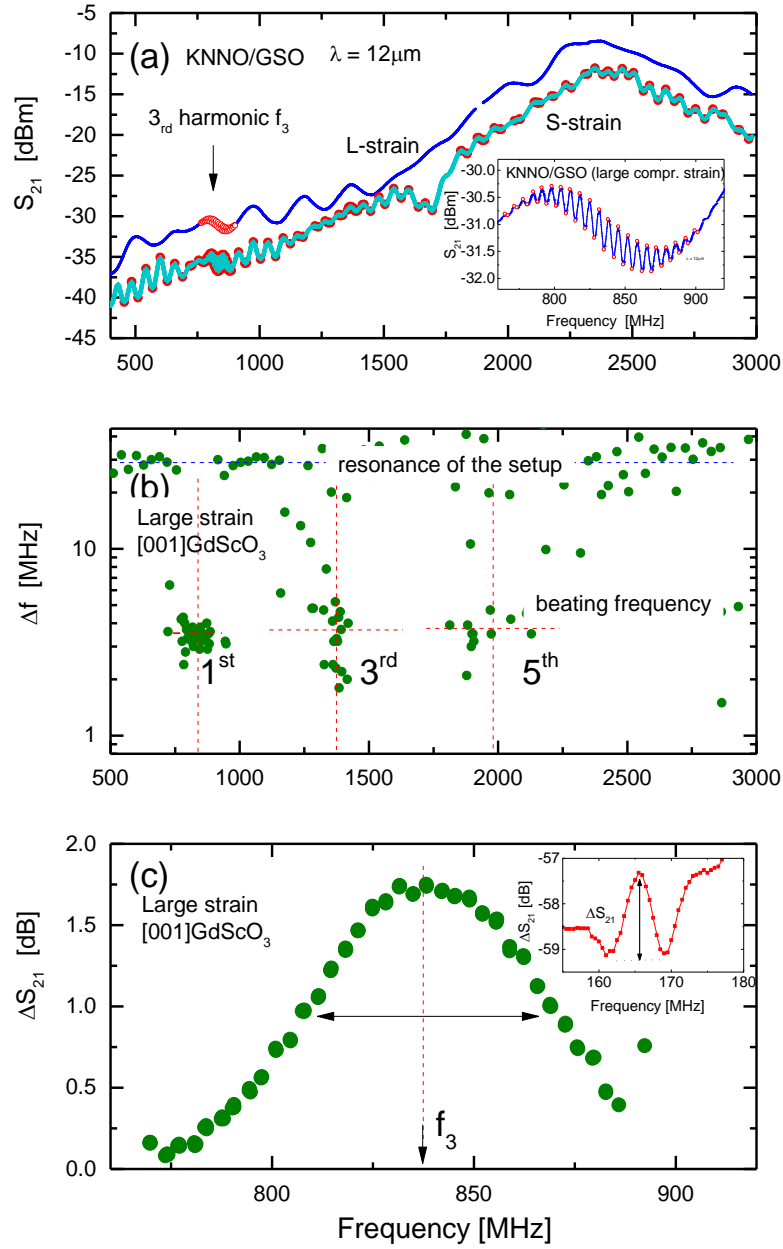 -5
-10
-15
-20
-25
-30
-35
-40
-45
S21 [dBm]
(a) KNNO/GSO λ = 12μm
3rd harmonic f3
L-strain
S-strain
KNNO/GSO (large compr. strain)
-30.0
-30.5
-31.0
-31.5
-32.0
S21 [dBm]
λ = 12μm
800 850 900
Frequency [MHz]
500 1000 1500 2000 2500 3000
10
1
Δf [MHz]
resonance of the setup
(b)
Large strain
[001]GdScO3
beating frequency
1st 3rd 5th
500 1000 1500 2000 2500 3000
2.0
1.5
1.0
0.5
0.0
ΔS21 [dB]
(c)
Large strain
[001]GdScO3
-57
-58
-59
ΔS21 [dB]
ΔS21
160 170 180
Frequency [MHz]
f3
800 850 900
Frequency [MHz]